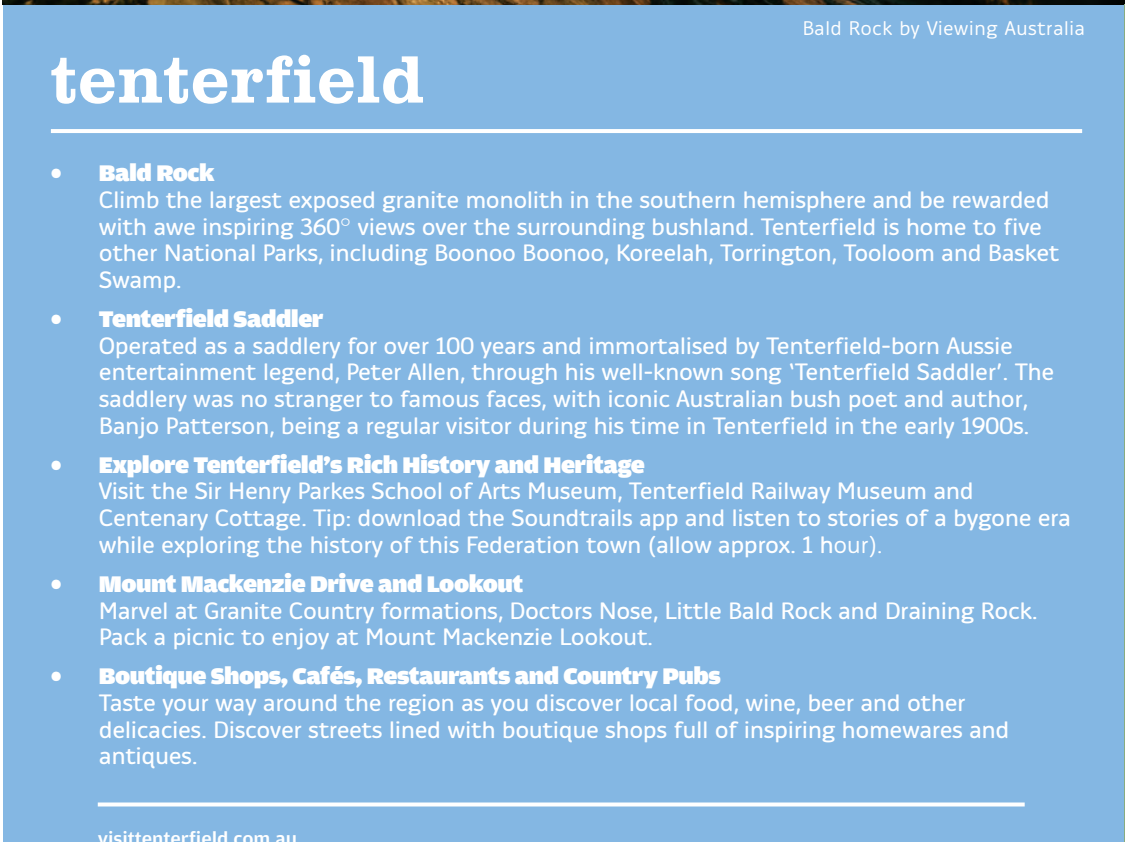 Bald Rock by Viewing Australia
tenterfield
• Bald Rock
Climb the largest exposed granite monolith in the southern hemisphere and be rewarded
with awe inspiring 360° views over the surrounding bushland. Tenterfield is home to five
other National Parks, including Boonoo Boonoo, Koreelah, Torrington, Tooloom and Basket
Swamp.
• Tenterfield Saddler
Operated as a saddlery for over 100 years and immortalised by Tenterfield-born Aussie
entertainment legend, Peter Allen, through his well-known song ‘Tenterfield Saddler’. The
saddlery was no stranger to famous faces, with iconic Australian bush poet and author,
Banjo Patterson, being a regular visitor during his time in Tenterfield in the early 1900s.
• Explore Tenterfield’s Rich History and Heritage
Visit the Sir Henry Parkes School of Arts Museum, Tenterfield Railway Museum and
Centenary Cottage. Tip: download the Soundtrails app and listen to stories of a bygone era
while exploring the history of this Federation town (allow approx. 1 hour).
• Mount Mackenzie Drive and Lookout
Marvel at Granite Country formations, Doctors Nose, Little Bald Rock and Draining Rock.
Pack a picnic to enjoy at Mount Mackenzie Lookout.
• Boutique Shops, Cafés, Restaurants and Country Pubs
Taste your way around the region as you discover local food, wine, beer and other
delicacies. Discover streets lined with boutique shops full of inspiring homewares and
antiques.
visittenterfield.com.au